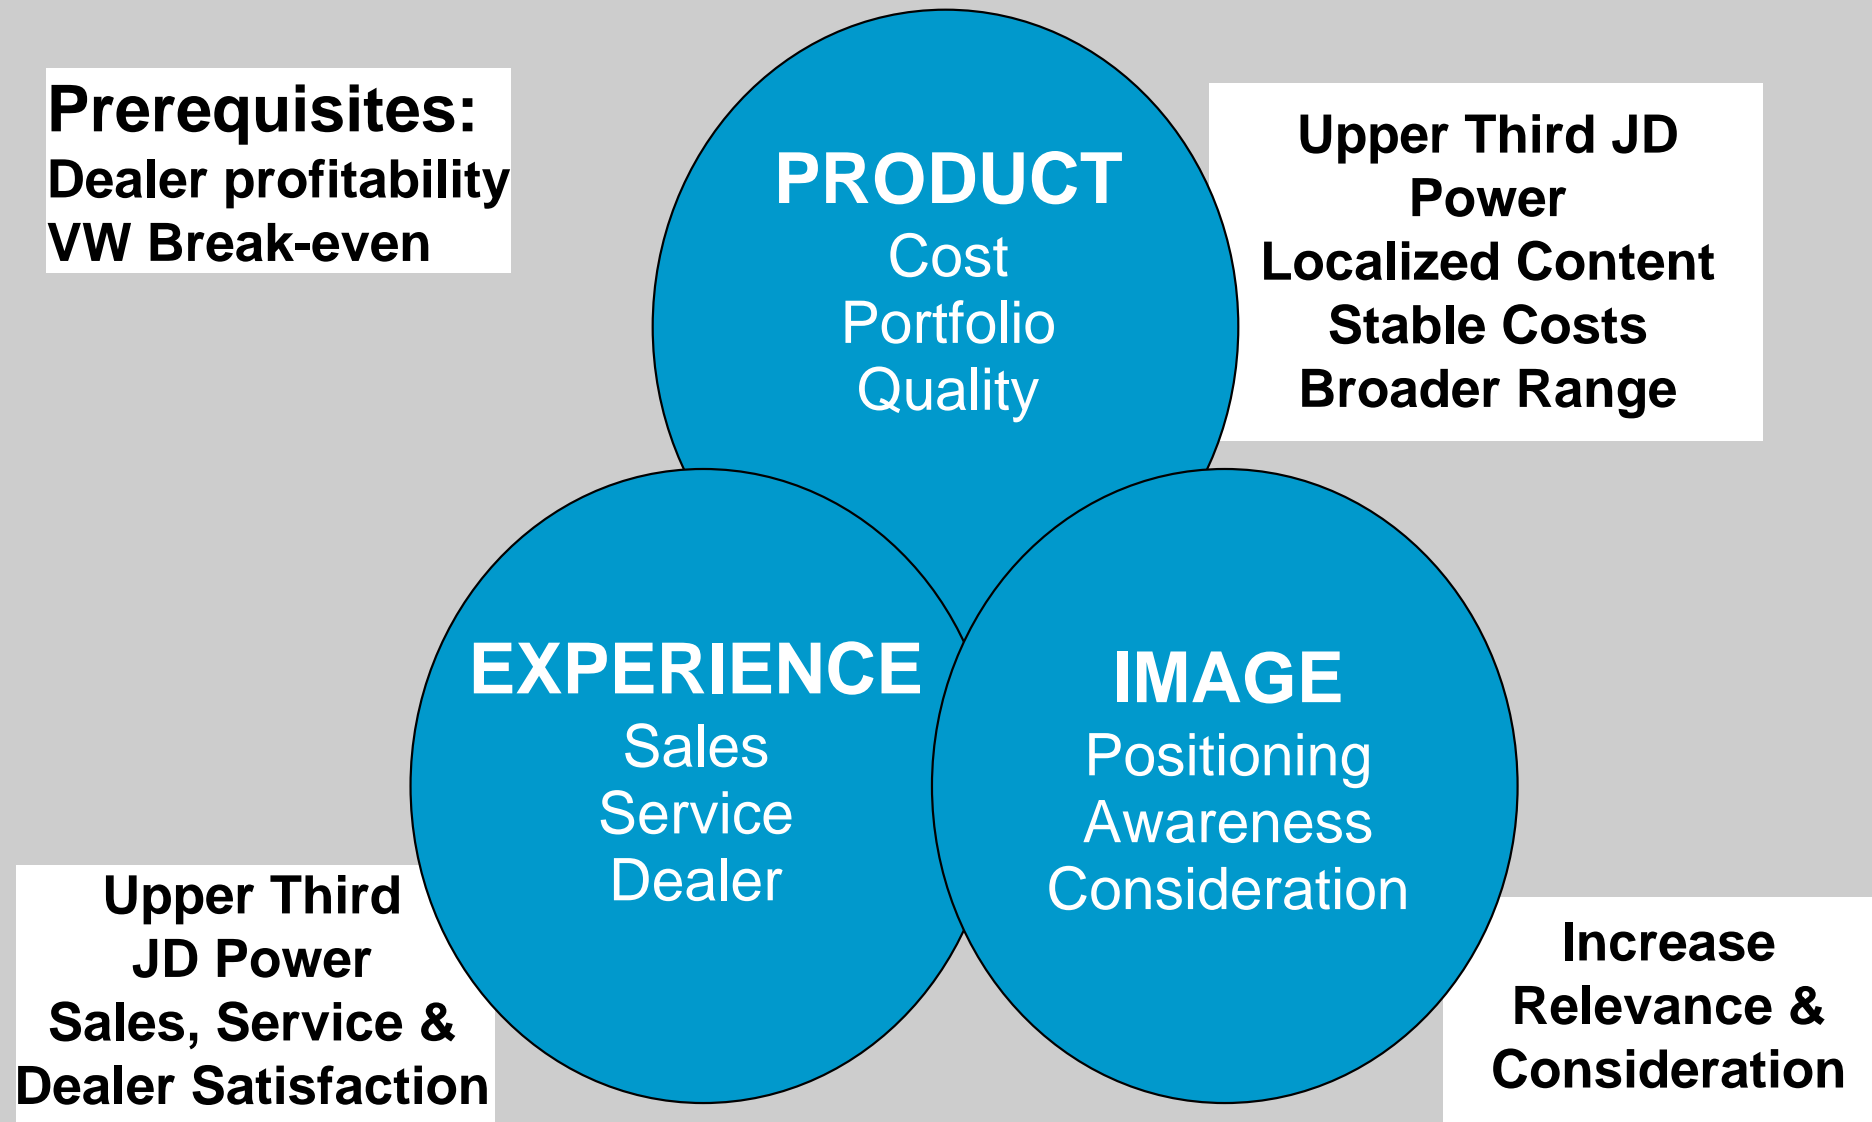 Prerequisites:
Dealer profitability
VW Break-even
PRODUCT
Cost
Portfolio
Quality
Upper Third JD
Power
Localized Content
Stable Costs
Broader Range
EXPERIENCE
Sales
Service
Dealer
IMAGE
Positioning
Awareness
Consideration
Upper Third
JD Power
Sales, Service &
Dealer Satisfaction
Increase
Relevance &
Consideration